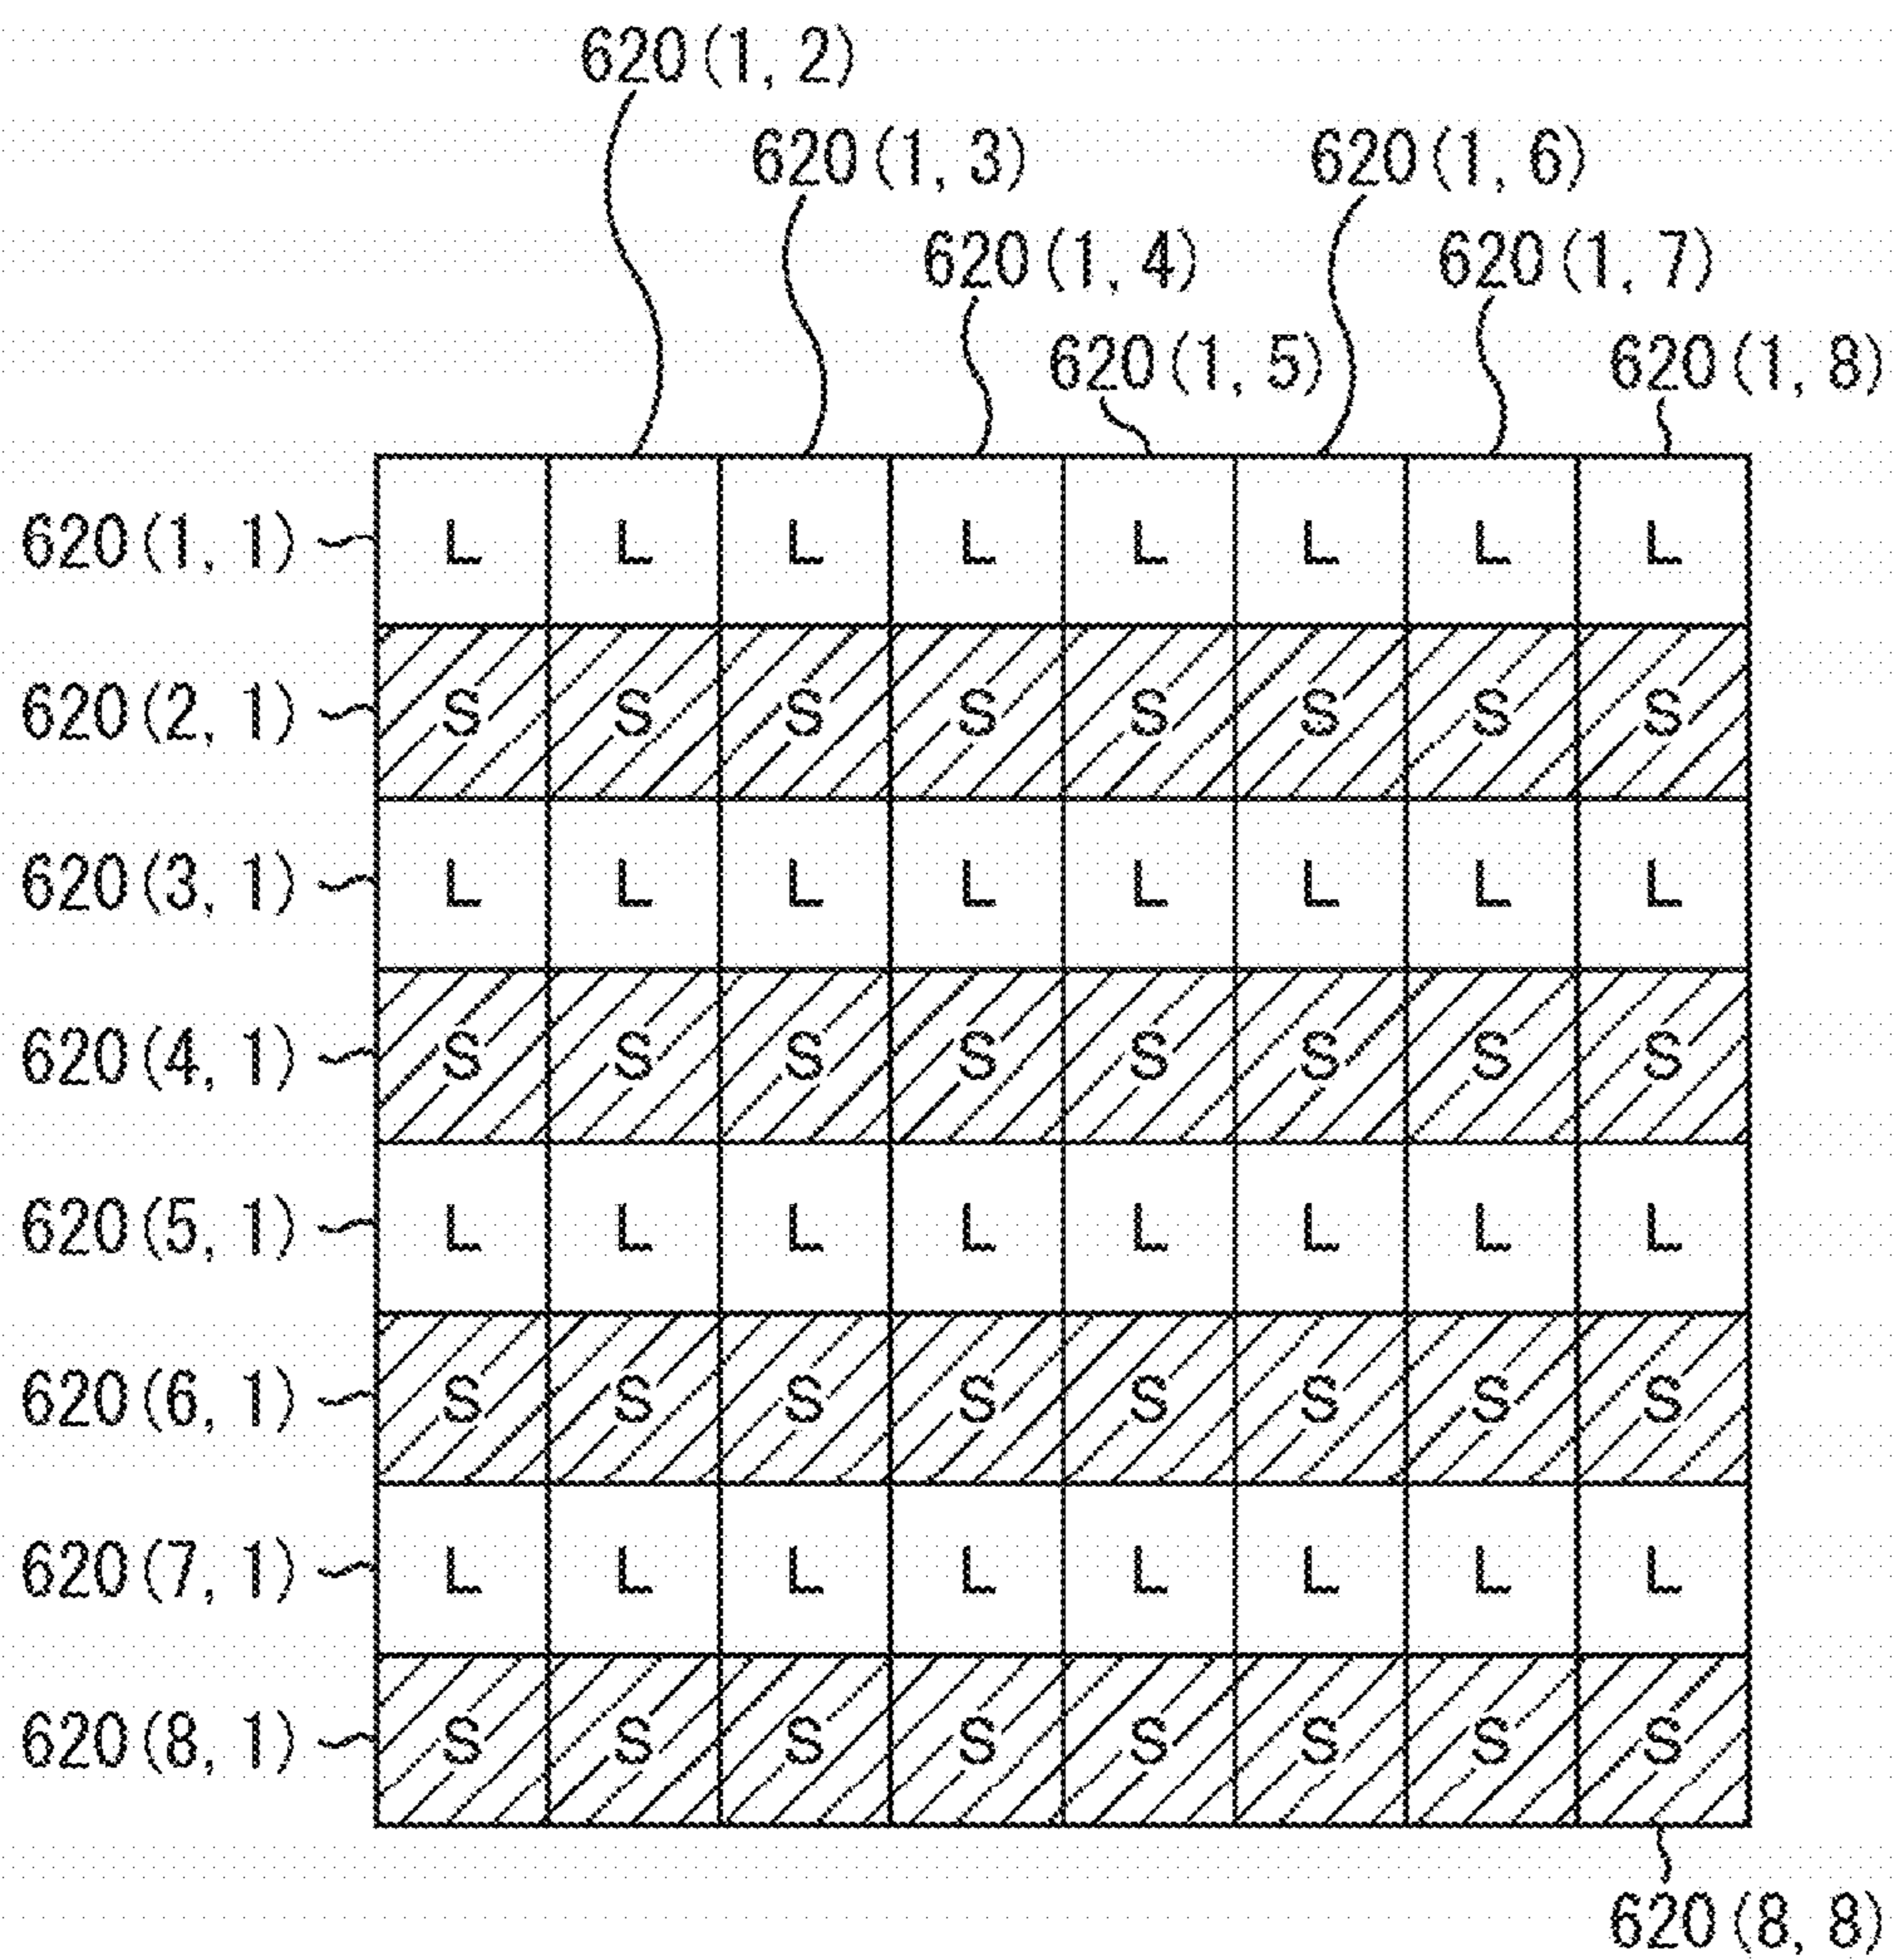 620(1, 2)
620(1, 3) 620(1, 6)
620(1, 4) 620(1, 7)
620(1, 5) 620(1, 8)
620(1, 1) L L L L L L L L
620(2, 1) S S S S S S S S
620(3, 1) L L L L L L L L
620(4, 1) S S S S S S S S
620(5, 1) L L L L L L L L
620(6, 1) S S S S S S S S
620(7, 1) L L L L L L L L
620(8, 1) S S S S S S S S
620(8, 8)